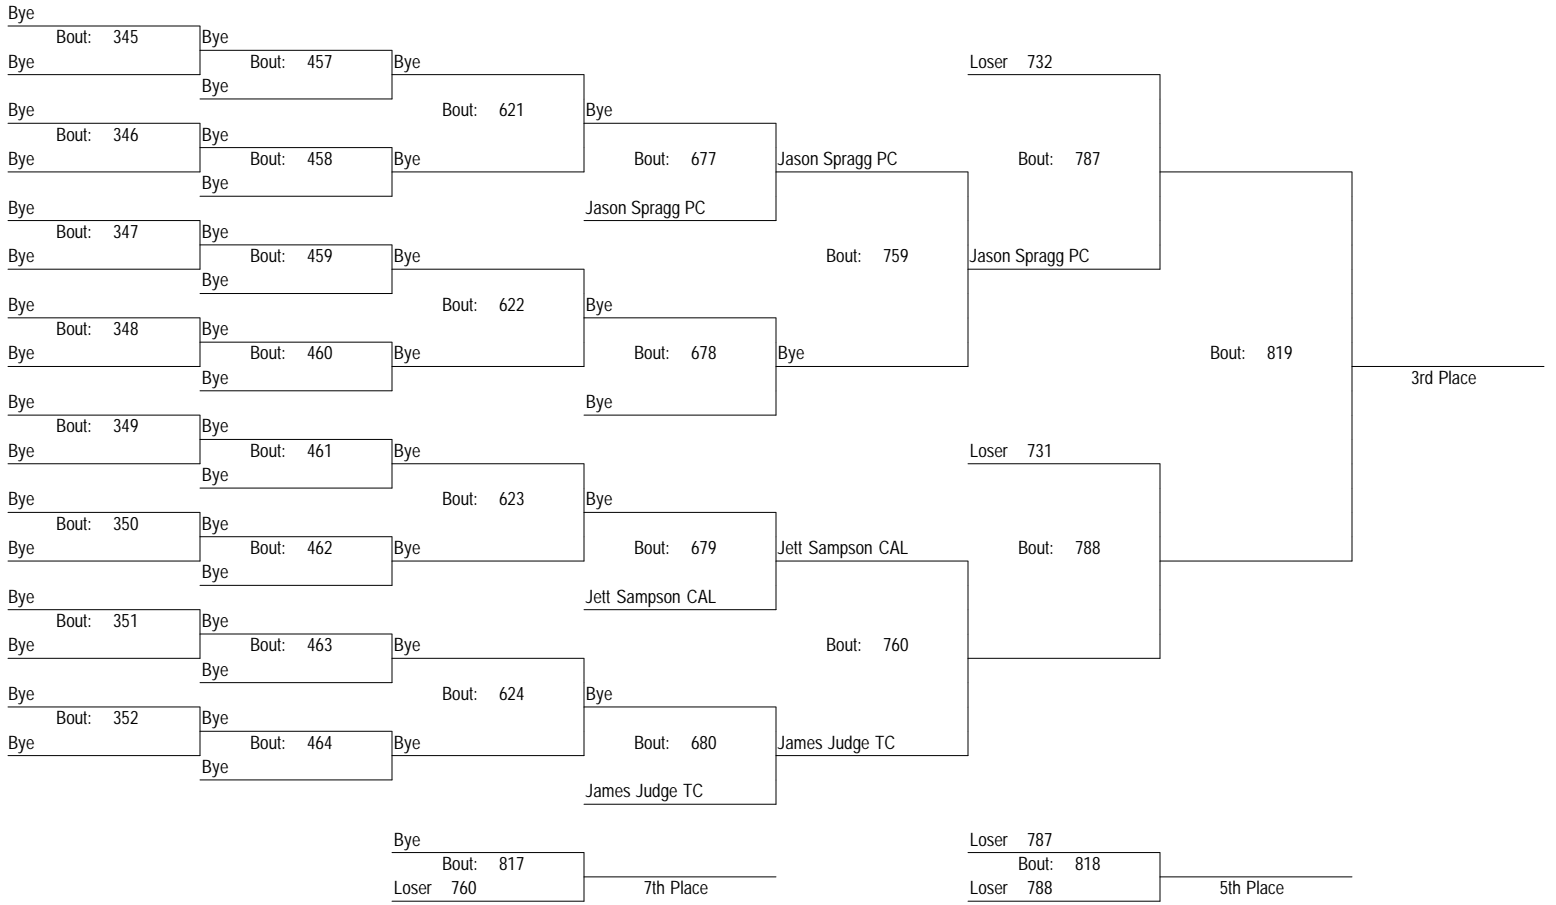 Bye
Bout: 345 Bye
Bye Bout: 457 Bye Loser 732
Bye
Bye Bout: 621 Bye
Bout: 346 Bye
Bye Bout: 458 Bye Bout: 677 Jason Spragg PC Bout: 787
Bye
Bye Jason Spragg PC
Bout: 347 Bye
Bye Bout: 459 Bye Bout: 759 Jason Spragg PC
Bye
Bye Bout: 622 Bye
Bout: 348 Bye
Bye Bout: 460 Bye Bout: 678 Bye Bout: 819
Bye 3rd Place
Bye Bye
Bout: 349 Bye
Bye Bout: 461 Bye Loser 731
Bye
Bye Bout: 623 Bye
Bout: 350 Bye
Bye Bout: 462 Bye Bout: 679 Jett Sampson CAL Bout: 788
Bye
Bye Jett Sampson CAL
Bout: 351 Bye
Bye Bout: 463 Bye Bout: 760
Bye
Bye Bout: 624 Bye
Bout: 352 Bye
Bye Bout: 464 Bye Bout: 680 James Judge TC
Bye
James Judge TC
Bye Loser 787
Bout: 817 Bout: 818
Loser 760 7th Place Loser 788 5th Place